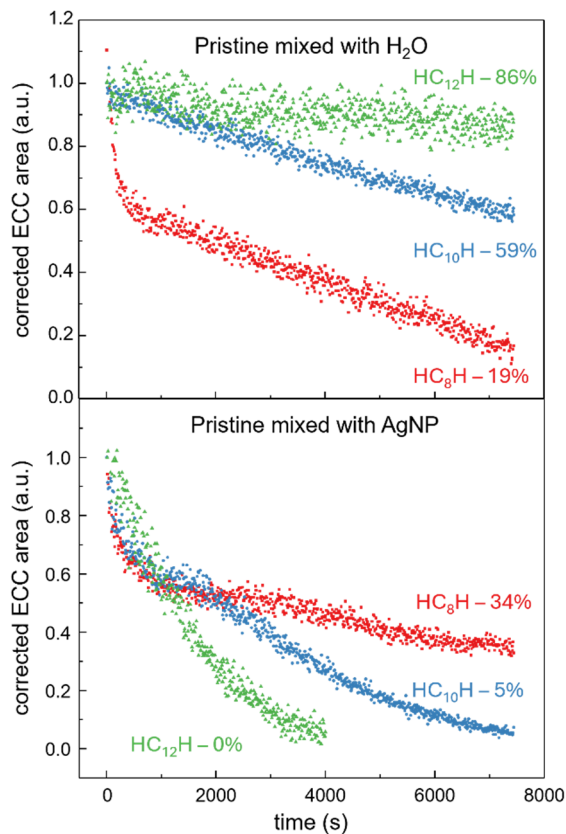 Pristine mixed with H₂O
HC₁₂H – 86%
HC₁₀H – 59%
HC₈H – 19%
corrected ECC area (a.u.)
1.2
1.0
0.8
0.6
0.4
0.2
0.0
Pristine mixed with AgNP
HC₈H – 34%
HC₁₀H – 5%
HC₁₂H – 0%
corrected ECC area (a.u.)
1.0
0.8
0.6
0.4
0.2
0.0
0 2000 4000 6000 8000
time (s)